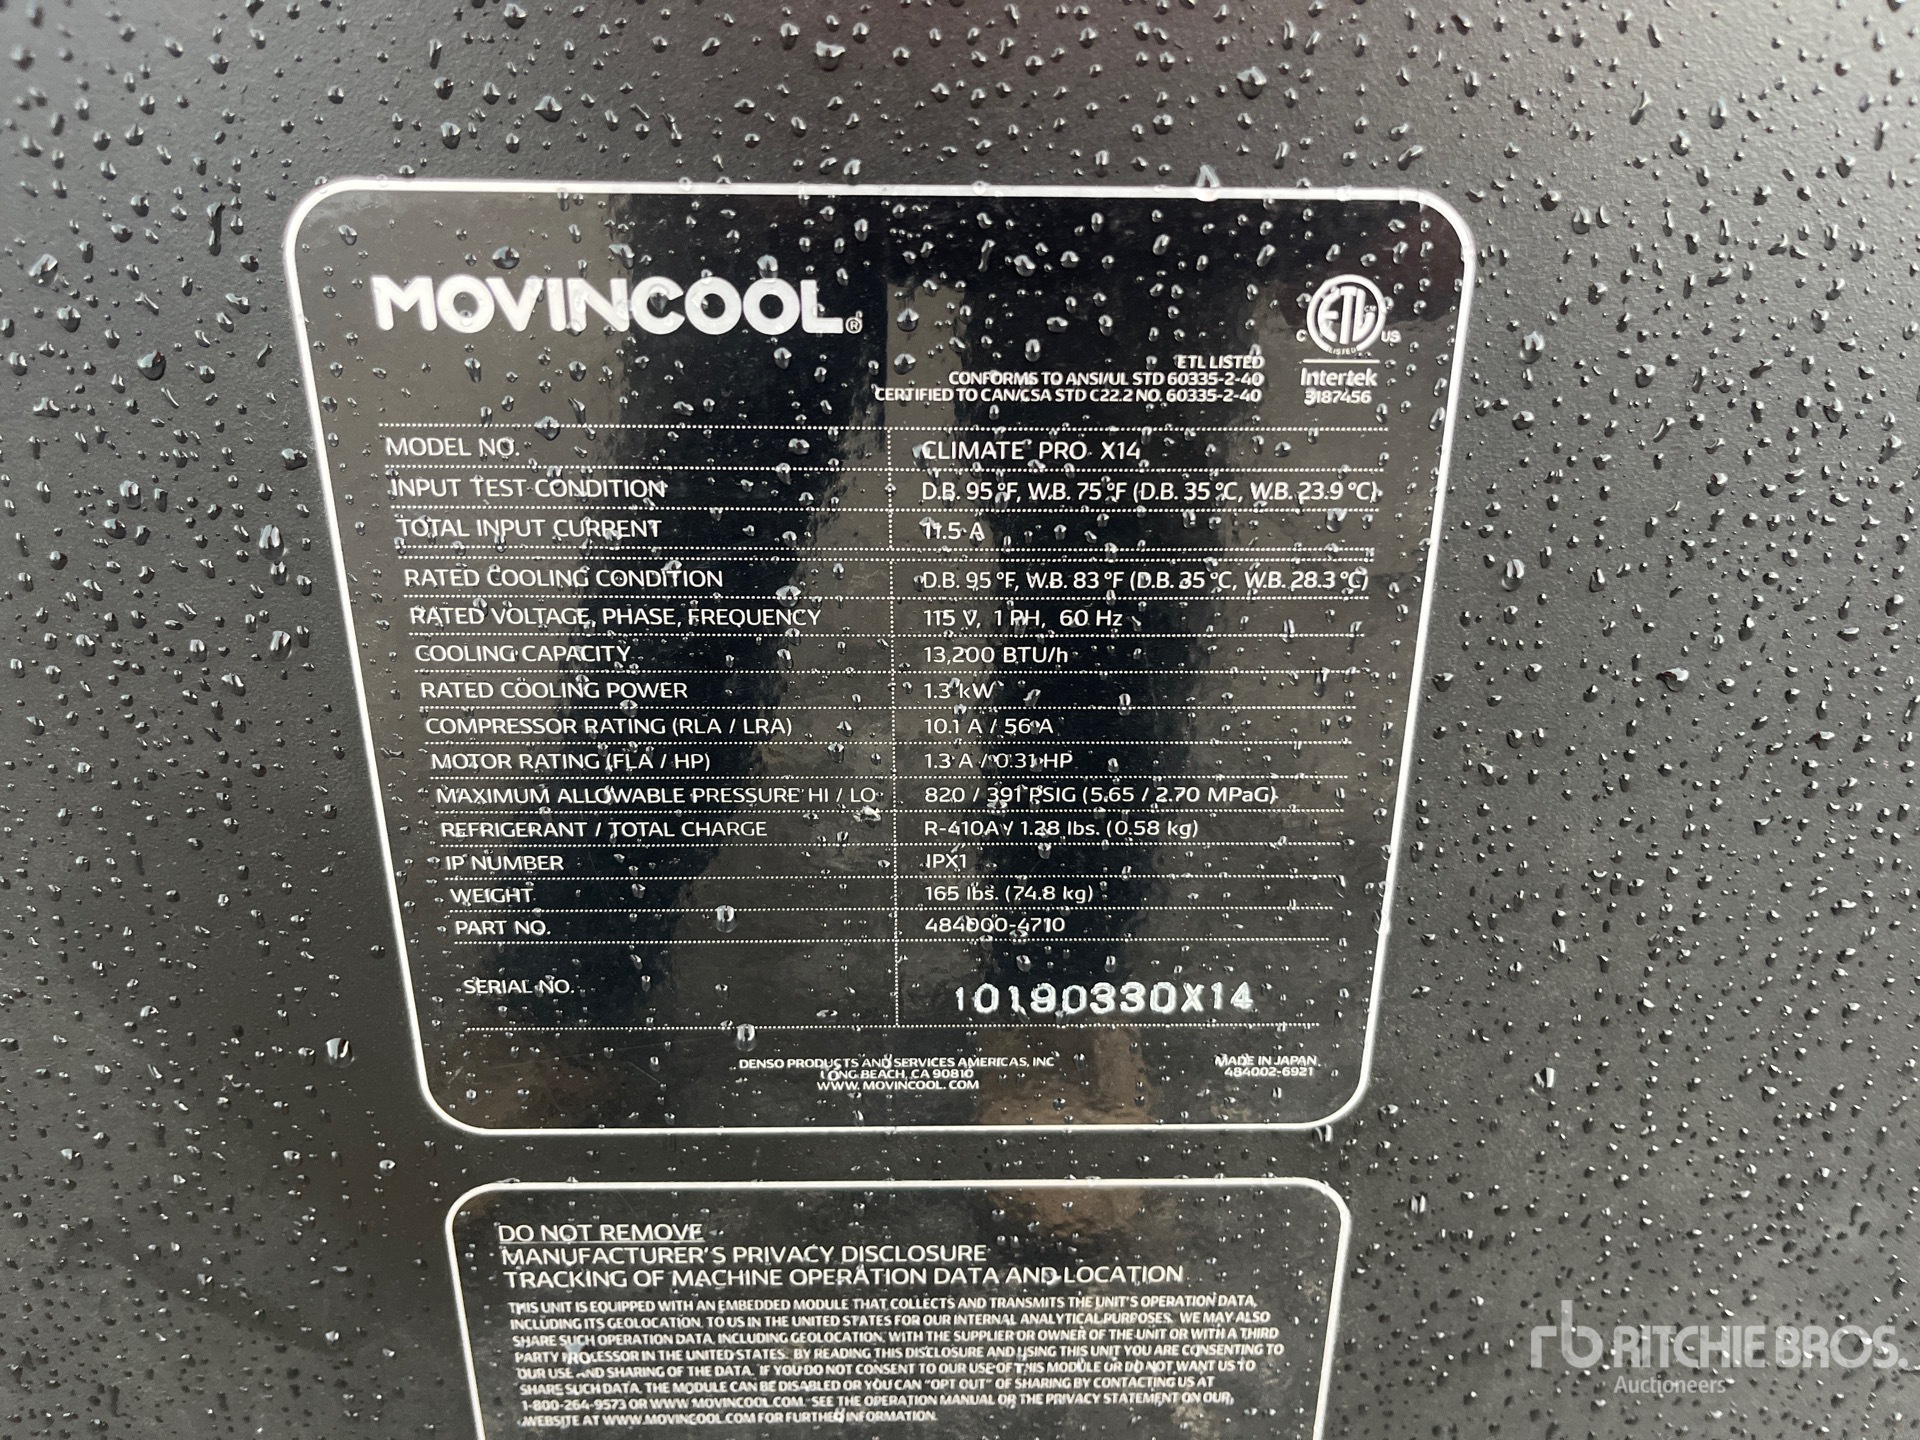 MOVINCOOL®
ETL LISTED
CONFORMS TO ANSI/UL STD 60335-2-40
CERTIFIED TO CAN/CSA STD C22.2 NO. 60335-2-40
ETL CM
C US
LISTED
Intertek
3187456
MODEL NO. CLIMATE PRO X14
INPUT TEST CONDITION D.B. 95 °F, W.B. 75 °F (D.B. 35 °C, W.B. 23.9 °C)
TOTAL INPUT CURRENT 11.5 A
RATED COOLING CONDITION D.B. 95 °F, W.B. 83 °F (D.B. 35 °C, W.B. 28.3 °C)
RATED VOLTAGE, PHASE, FREQUENCY 115 V, 1 PH, 60 Hz
COOLING CAPACITY 13,200 BTU/h
RATED COOLING POWER 1.3 kW
COMPRESSOR RATING (RLA / LRA) 10.1 A / 56 A
MOTOR RATING (FLA / HP) 1.3 A / 0.31 HP
MAXIMUM ALLOWABLE PRESSURE HI / LO 820 / 391 PSIG (5.65 / 2.70 MPaG)
REFRIGERANT / TOTAL CHARGE R-410A / 1.28 lbs. (0.58 kg)
IP NUMBER IPX1
WEIGHT 165 lbs. (74.8 kg)
PART NO. 484000-4710
SERIAL NO. 10190330X14
DENSO PRODUCTS AND SERVICES AMERICAS, INC
LONG BEACH, CA 90810
WWW. MOVINCOOL. COM
MADE IN JAPAN
484002-6921
DO NOT REMOVE
MANUFACTURER'S PRIVACY DISCLOSURE
TRACKING OF MACHINE OPERATION DATA AND LOCATION
THIS UNIT IS EQUIPPED WITH AN EMBEDDED MODULE THAT COLLECTS AND TRANSMITS THE UNIT'S OPERATION DATA,
INCLUDING ITS GEOLOCATION, TO US IN THE UNITED STATES FOR OUR INTERNAL ANALYTICAL PURPOSES. WE MAY ALSO
SHARE SUCH OPERATION DATA, INCLUDING GEOLOCATION, WITH THE SUPPLIER OR OWNER OF THE UNIT OR WITH A THIRD
PARTY PROCESSOR IN THE UNITED STATES. BY READING THIS DISCLOSURE AND USING THIS UNIT YOU ARE CONSENTING TO
OUR USE AND SHARING OF THE DATA. IF YOU DO NOT CONSENT TO OUR USE OF THIS MODULE OR DO NOT WANT US TO
SHARE SUCH DATA, THE MODULE CAN BE DISABLED OR YOU CAN "OPT OUT" OF SHARING BY CONTACTING US AT
1-800-264-9573 OR WWW.MOVINCOOL.COM. SEE THE OPERATION MANUAL OR THE PRIVACY STATEMENT ON OUR
WEBSITE AT WWW.MOVINCOOL.COM FOR FURTHER INFORMATION.
rb RITCHIE BROS.
Auctioneers